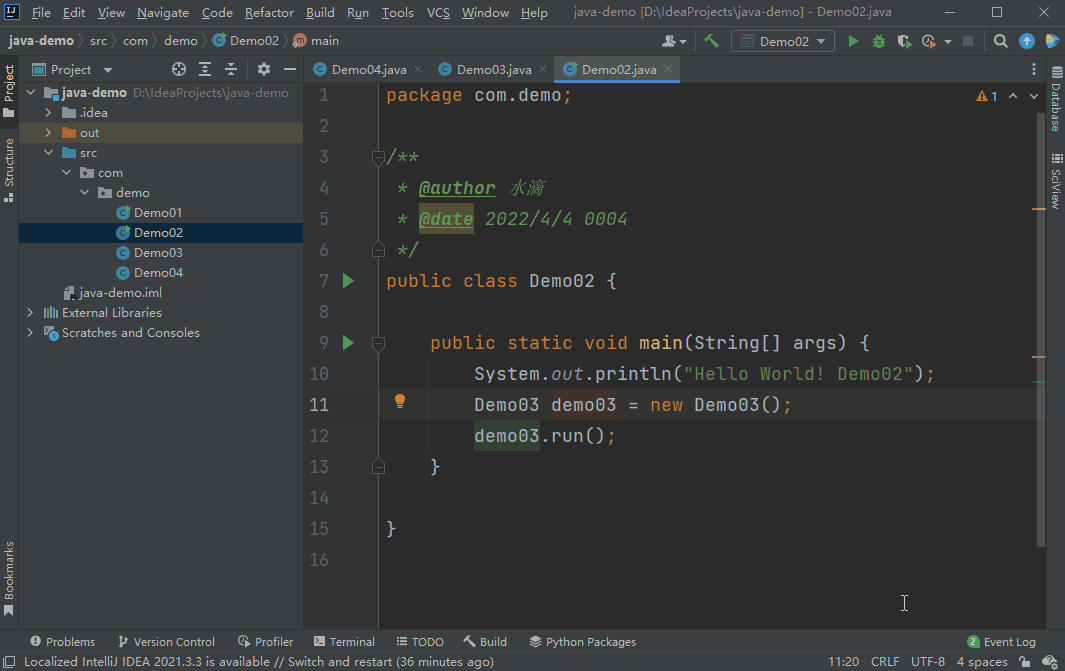 File Edit View Navigate Code Refactor Build Run Tools VCS Window Help java-demo [D:\IdeaProjects\java-demo] - Demo02.java
java-demo src com demo Demo02 main Demo02
Project Demo04.java Demo03.java Demo02.java
Project
Structure
Bookmarks
java-demo D:\IdeaProjects\java-demo
.idea
out
src
com
demo
Demo01
Demo02
Demo03
Demo04
java-demo.iml
External Libraries
Scratches and Consoles
1 package com.demo; 1
2
3 /**
4 * @author 水滴
5 * @date 2022/4/4 0004
6 */
7 public class Demo02 {
8
9 public static void main(String[] args) {
10 System.out.println("Hello World! Demo02");
11 Demo03 demo03 = new Demo03();
12 demo03.run();
13 }
14
15 }
16
Database
SciView
Problems Version Control Profiler Terminal TODO Build Python Packages 2 Event Log
Localized IntelliJ IDEA 2021.3.3 is available // Switch and restart (36 minutes ago) 11:20 CRLF UTF-8 4 spaces